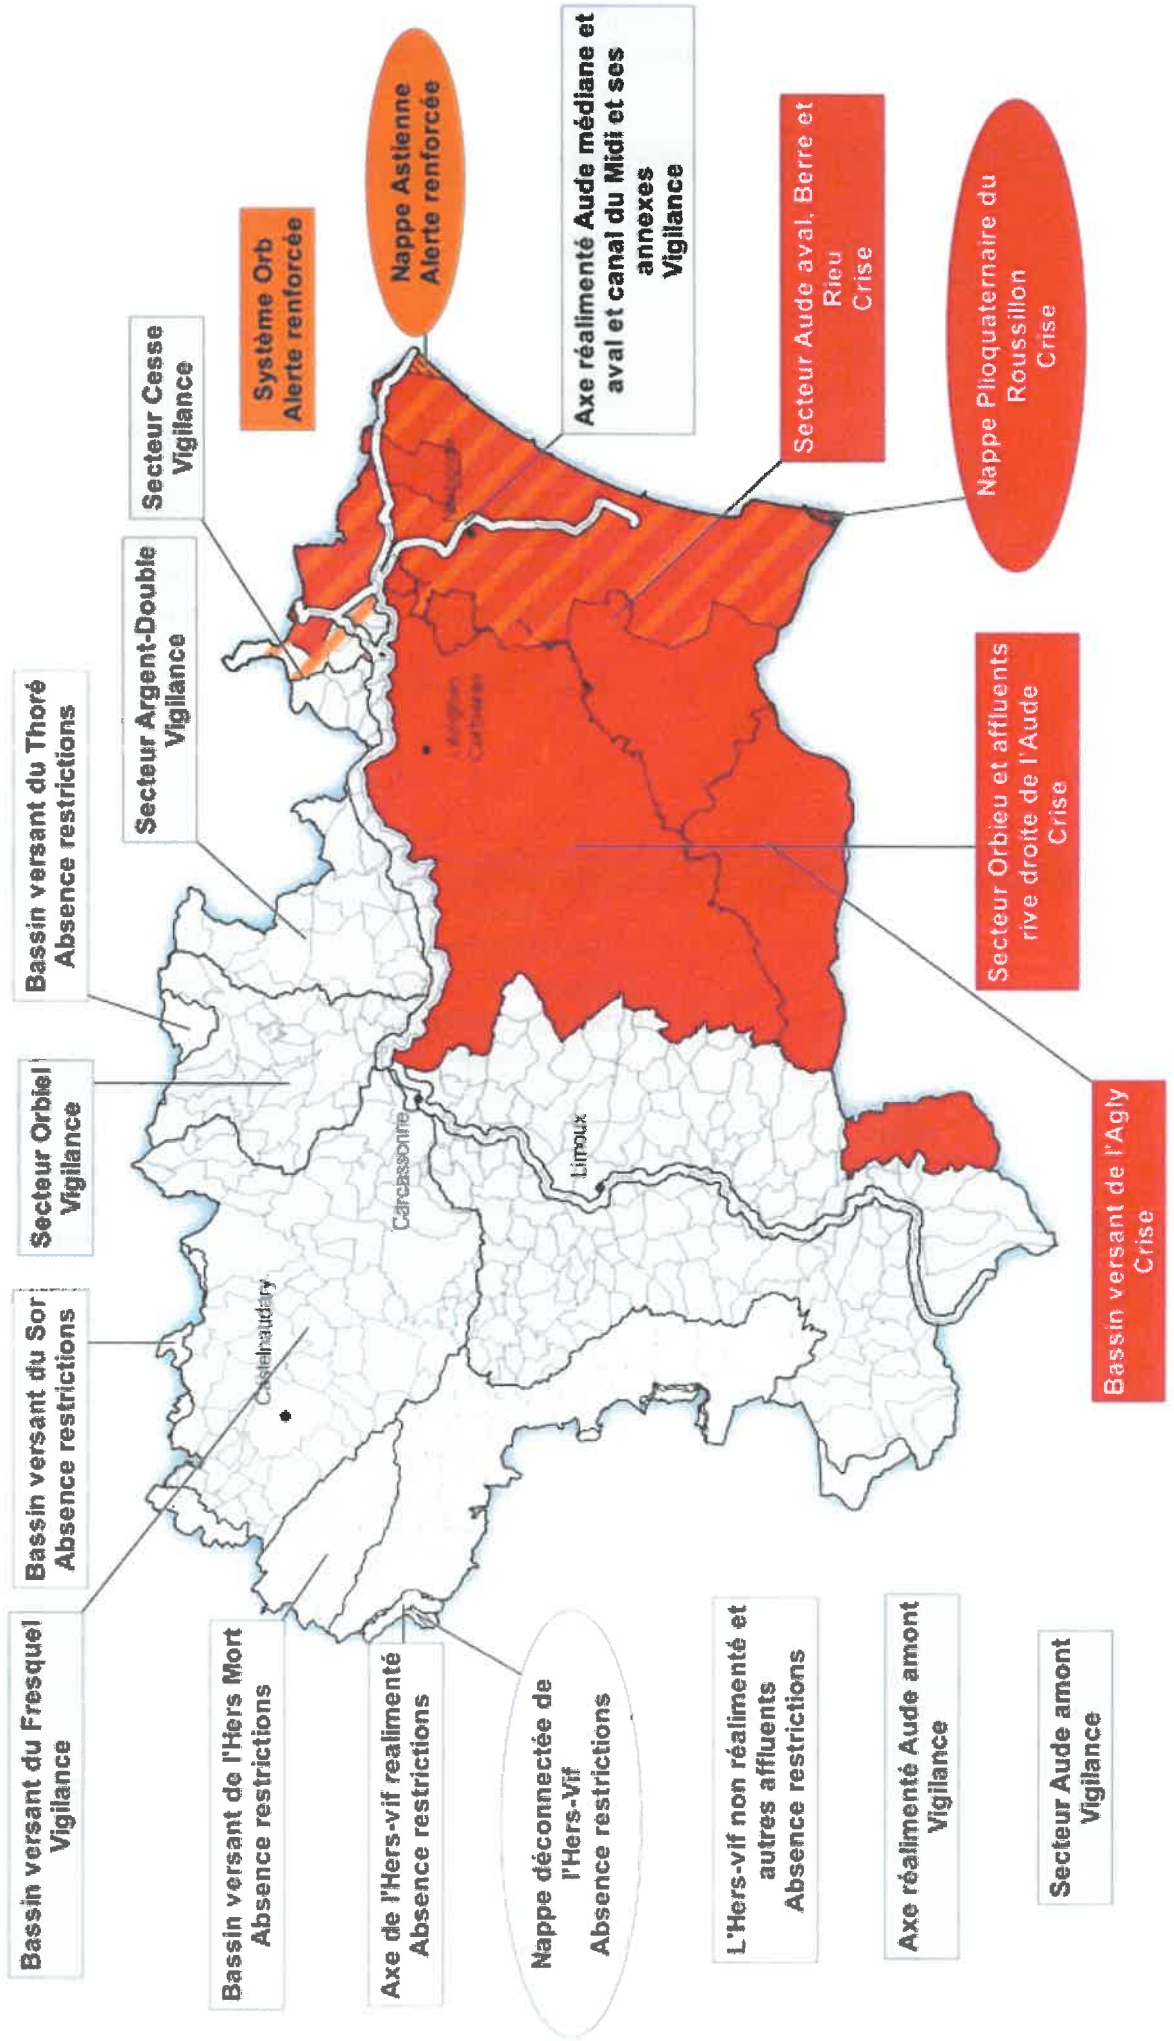 Bassin versant du Fresquel
Vigilance
Bassin versant du Sor
Absence restrictions
Secteur Orbiel
Vigilance
Bassin versant du Thoré
Absence restrictions
Secteur Argent-Double
Vigilance
Secteur Cesse
Vigilance
Système Orb
Alerte renforcée
Nappe Astienne
Alerte renforcée
Axe réalimenté Aude médiane et
aval et canal du Midi et ses
annexes
Vigilance
Secteur Aude aval, Berre et
Rieu
Crise
Nappe Plioquaternaire du
Roussillon
Crise
Secteur Orbieu et affluents
rive droite de l'Aude
Crise
Bassin versant de l'Agly
Crise
Bassin versant de l'Hers Mort
Absence restrictions
Axe de l'Hers-vif realimenté
Absence restrictions
Nappe déconnectée de
l'Hers-Vif
Absence restrictions
L'Hers-vif non réalimenté et
autres affluents
Absence restrictions
Axe réalimenté Aude amont
Vigilance
Secteur Aude amont
Vigilance
Castelnaudary
Carcassonne
Limoux